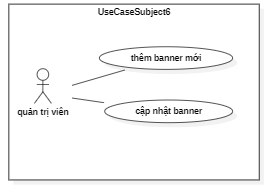 UseCaseSubject6
thêm banner mới
quản trị viên
cập nhật banner